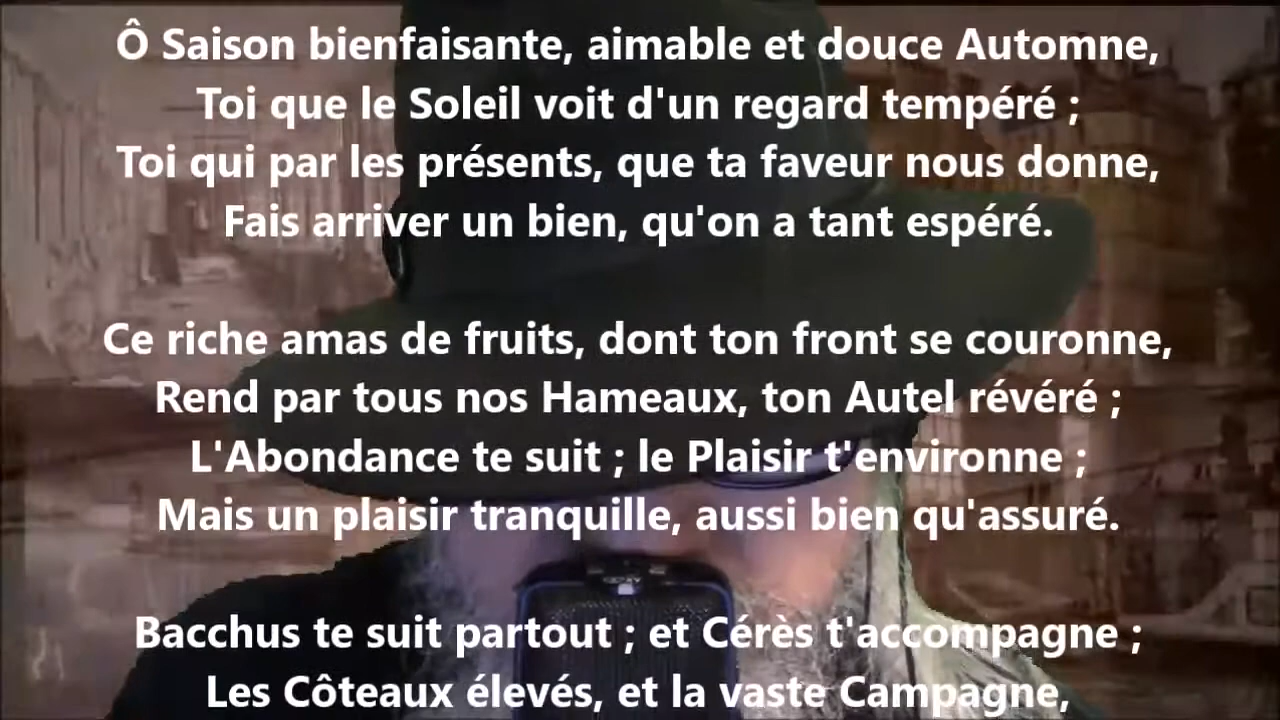 Ô Saison bienfaisante, aimable et douce Automne,
Toi que le Soleil voit d'un regard tempéré ;
Toi qui par les présents, que ta faveur nous donne,
Fais arriver un bien, qu'on a tant espéré.
Ce riche amas de fruits, dont ton front se couronne,
Rend par tous nos Hameaux, ton Autel révéré ;
L'Abondance te suit ; le Plaisir t'environne ;
Mais un plaisir tranquille, aussi bien qu'assuré.
Bacchus te suit partout ; et Cérès t'accompagne ;
Les Côteaux élevés, et la vaste Campagne,